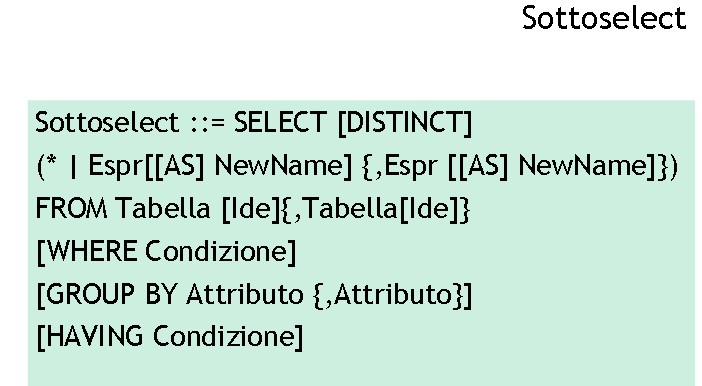 Sottoselect
Sottoselect ::= SELECT [DISTINCT]
(* | Espr[[AS] NewName] {,Espr [[AS] NewName]})
FROM Tabella [Ide]{,Tabella[Ide]}
[WHERE Condizione]
[GROUP BY Attributo {,Attributo}]
[HAVING Condizione]